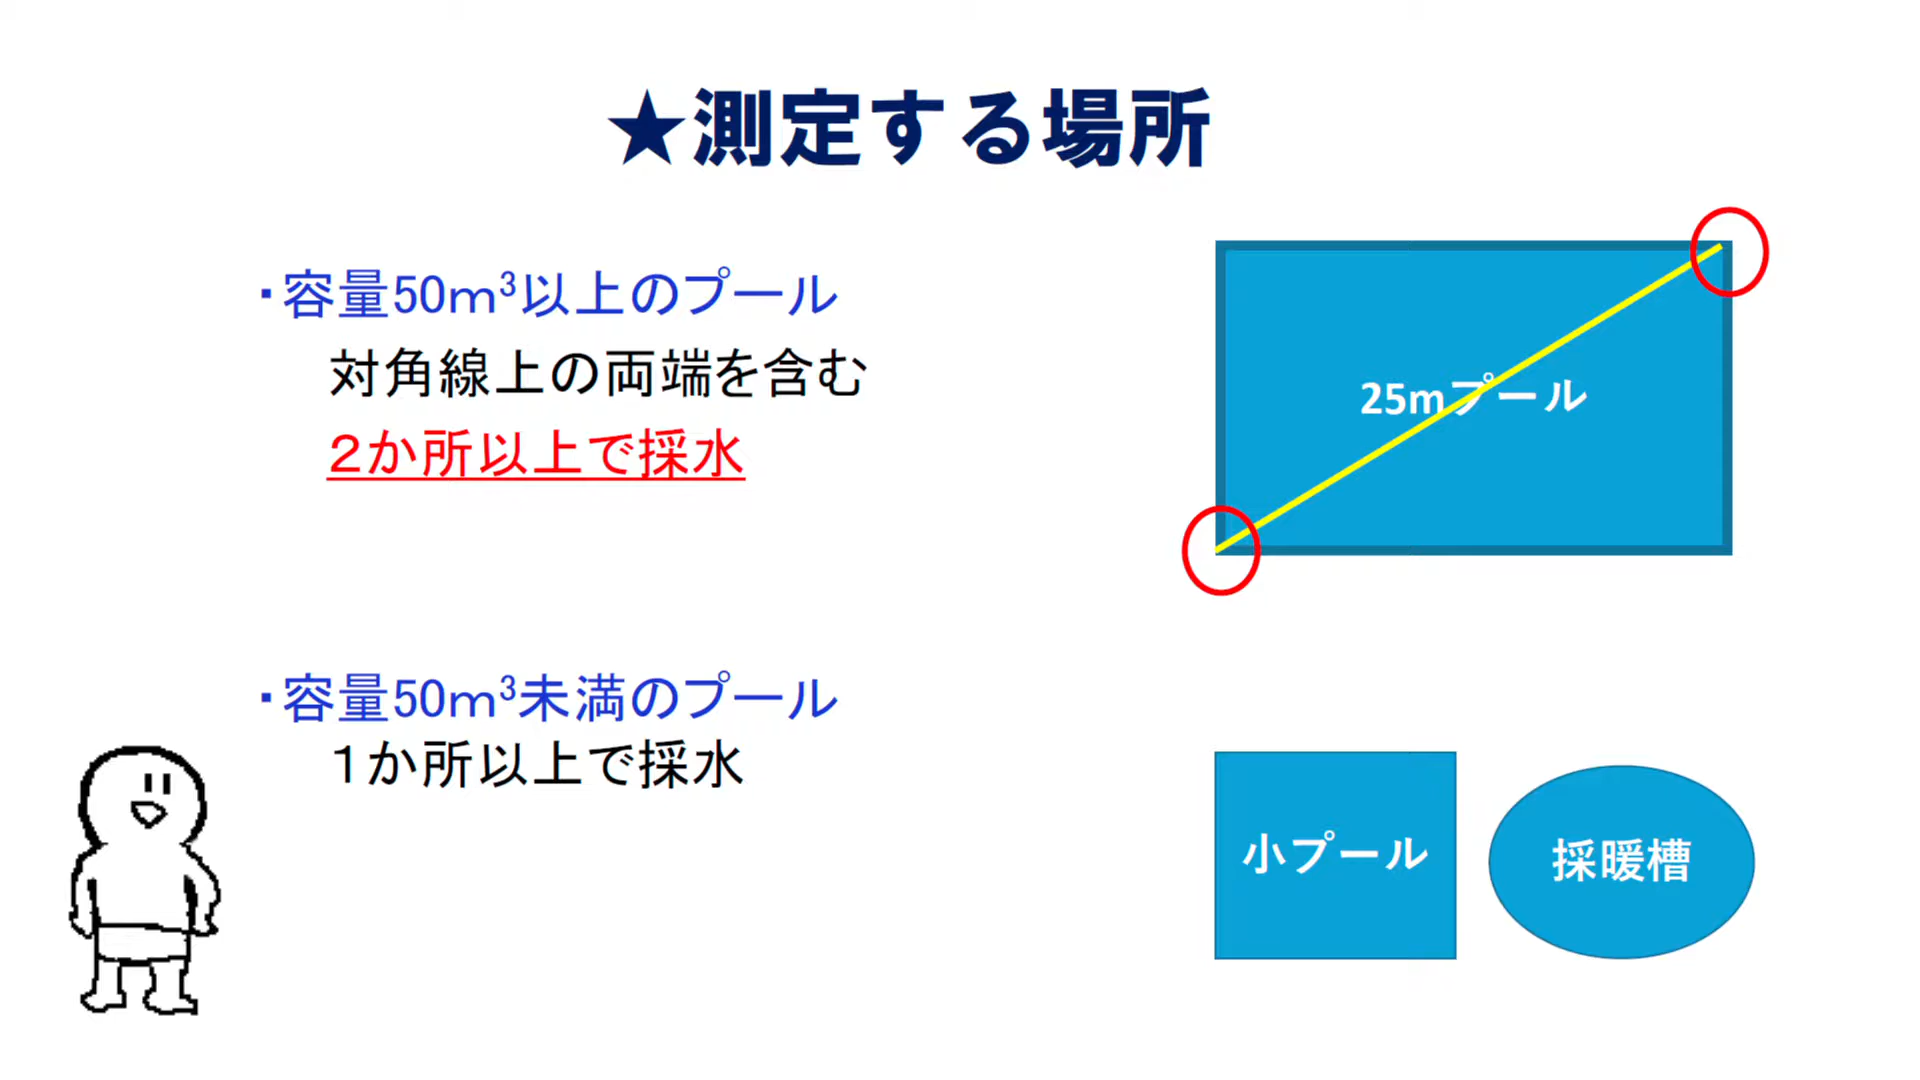 ★測定する場所
・容量50m³以上のプール
対角線上の両端を含む
２か所以上で採水
25mプール
・容量50m³未満のプール
１か所以上で採水
小プール
採暖槽